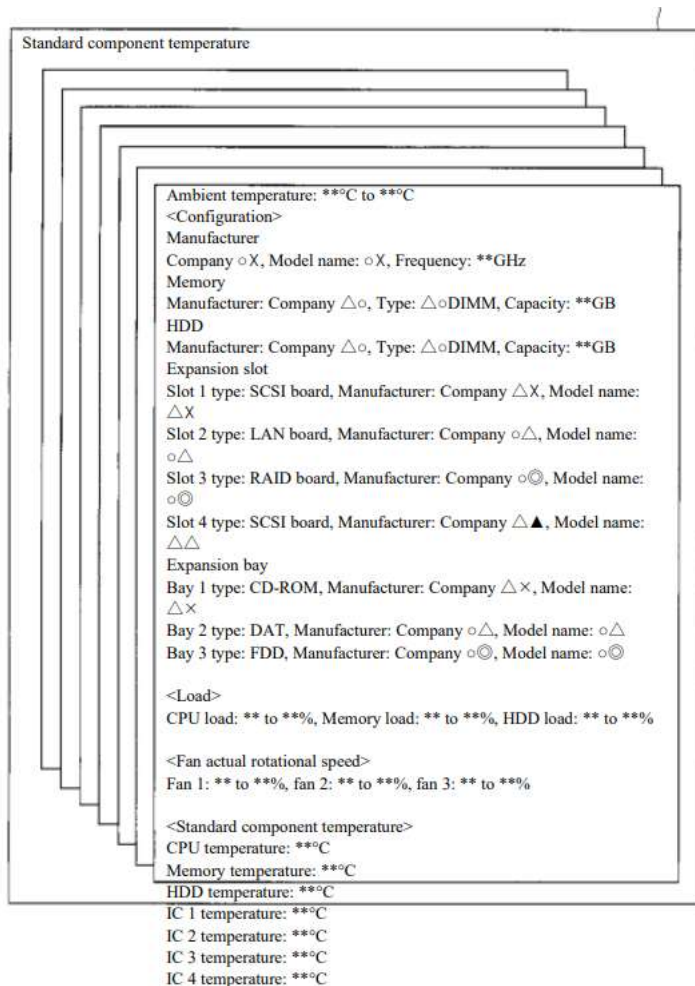 Standard component temperature
Ambient temperature: **°C to **°C
<Configuration>
Manufacturer
Company ○X, Model name: ○X, Frequency: **GHz
Memory
Manufacturer: Company △○, Type: △○DIMM, Capacity: **GB
HDD
Manufacturer: Company △○, Type: △○DIMM, Capacity: **GB
Expansion slot
Slot 1 type: SCSI board, Manufacturer: Company △X, Model name:
△X
Slot 2 type: LAN board, Manufacturer: Company ○△, Model name:
○△
Slot 3 type: RAID board, Manufacturer: Company ○◎, Model name:
○◎
Slot 4 type: SCSI board, Manufacturer: Company △▲, Model name:
△△
Expansion bay
Bay 1 type: CD-ROM, Manufacturer: Company △×, Model name:
△×
Bay 2 type: DAT, Manufacturer: Company ○△, Model name: ○△
Bay 3 type: FDD, Manufacturer: Company ○◎, Model name: ○◎
<Load>
CPU load: ** to **%, Memory load: ** to **%, HDD load: ** to **%
<Fan actual rotational speed>
Fan 1: ** to **%, fan 2: ** to **%, fan 3: ** to **%
<Standard component temperature>
CPU temperature: **°C
Memory temperature: **°C
HDD temperature: **°C
IC 1 temperature: **°C
IC 2 temperature: **°C
IC 3 temperature: **°C
IC 4 temperature: **°C